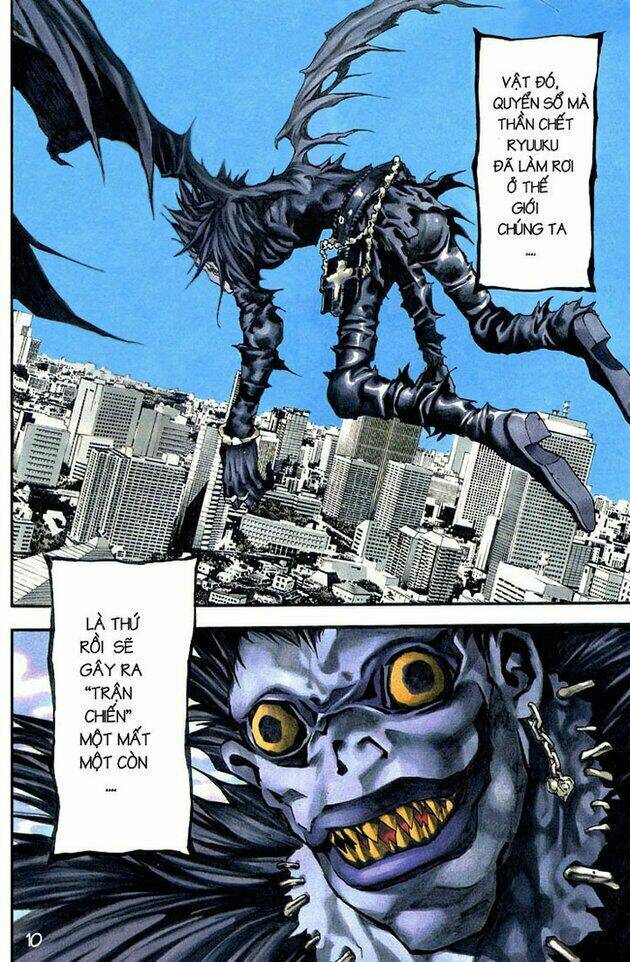 VẬT ĐÓ,
QUYỂN SỔ MÀ
THẦN CHẾT
RYUUKU
ĐÃ LÀM RƠI
Ở THẾ
GIỚI
CHÚNG TA
....
LÀ THỨ
RỒI SẼ
GÂY RA
"TRẬN
CHIẾN"
MỘT MẤT
MỘT CÒN
....
10